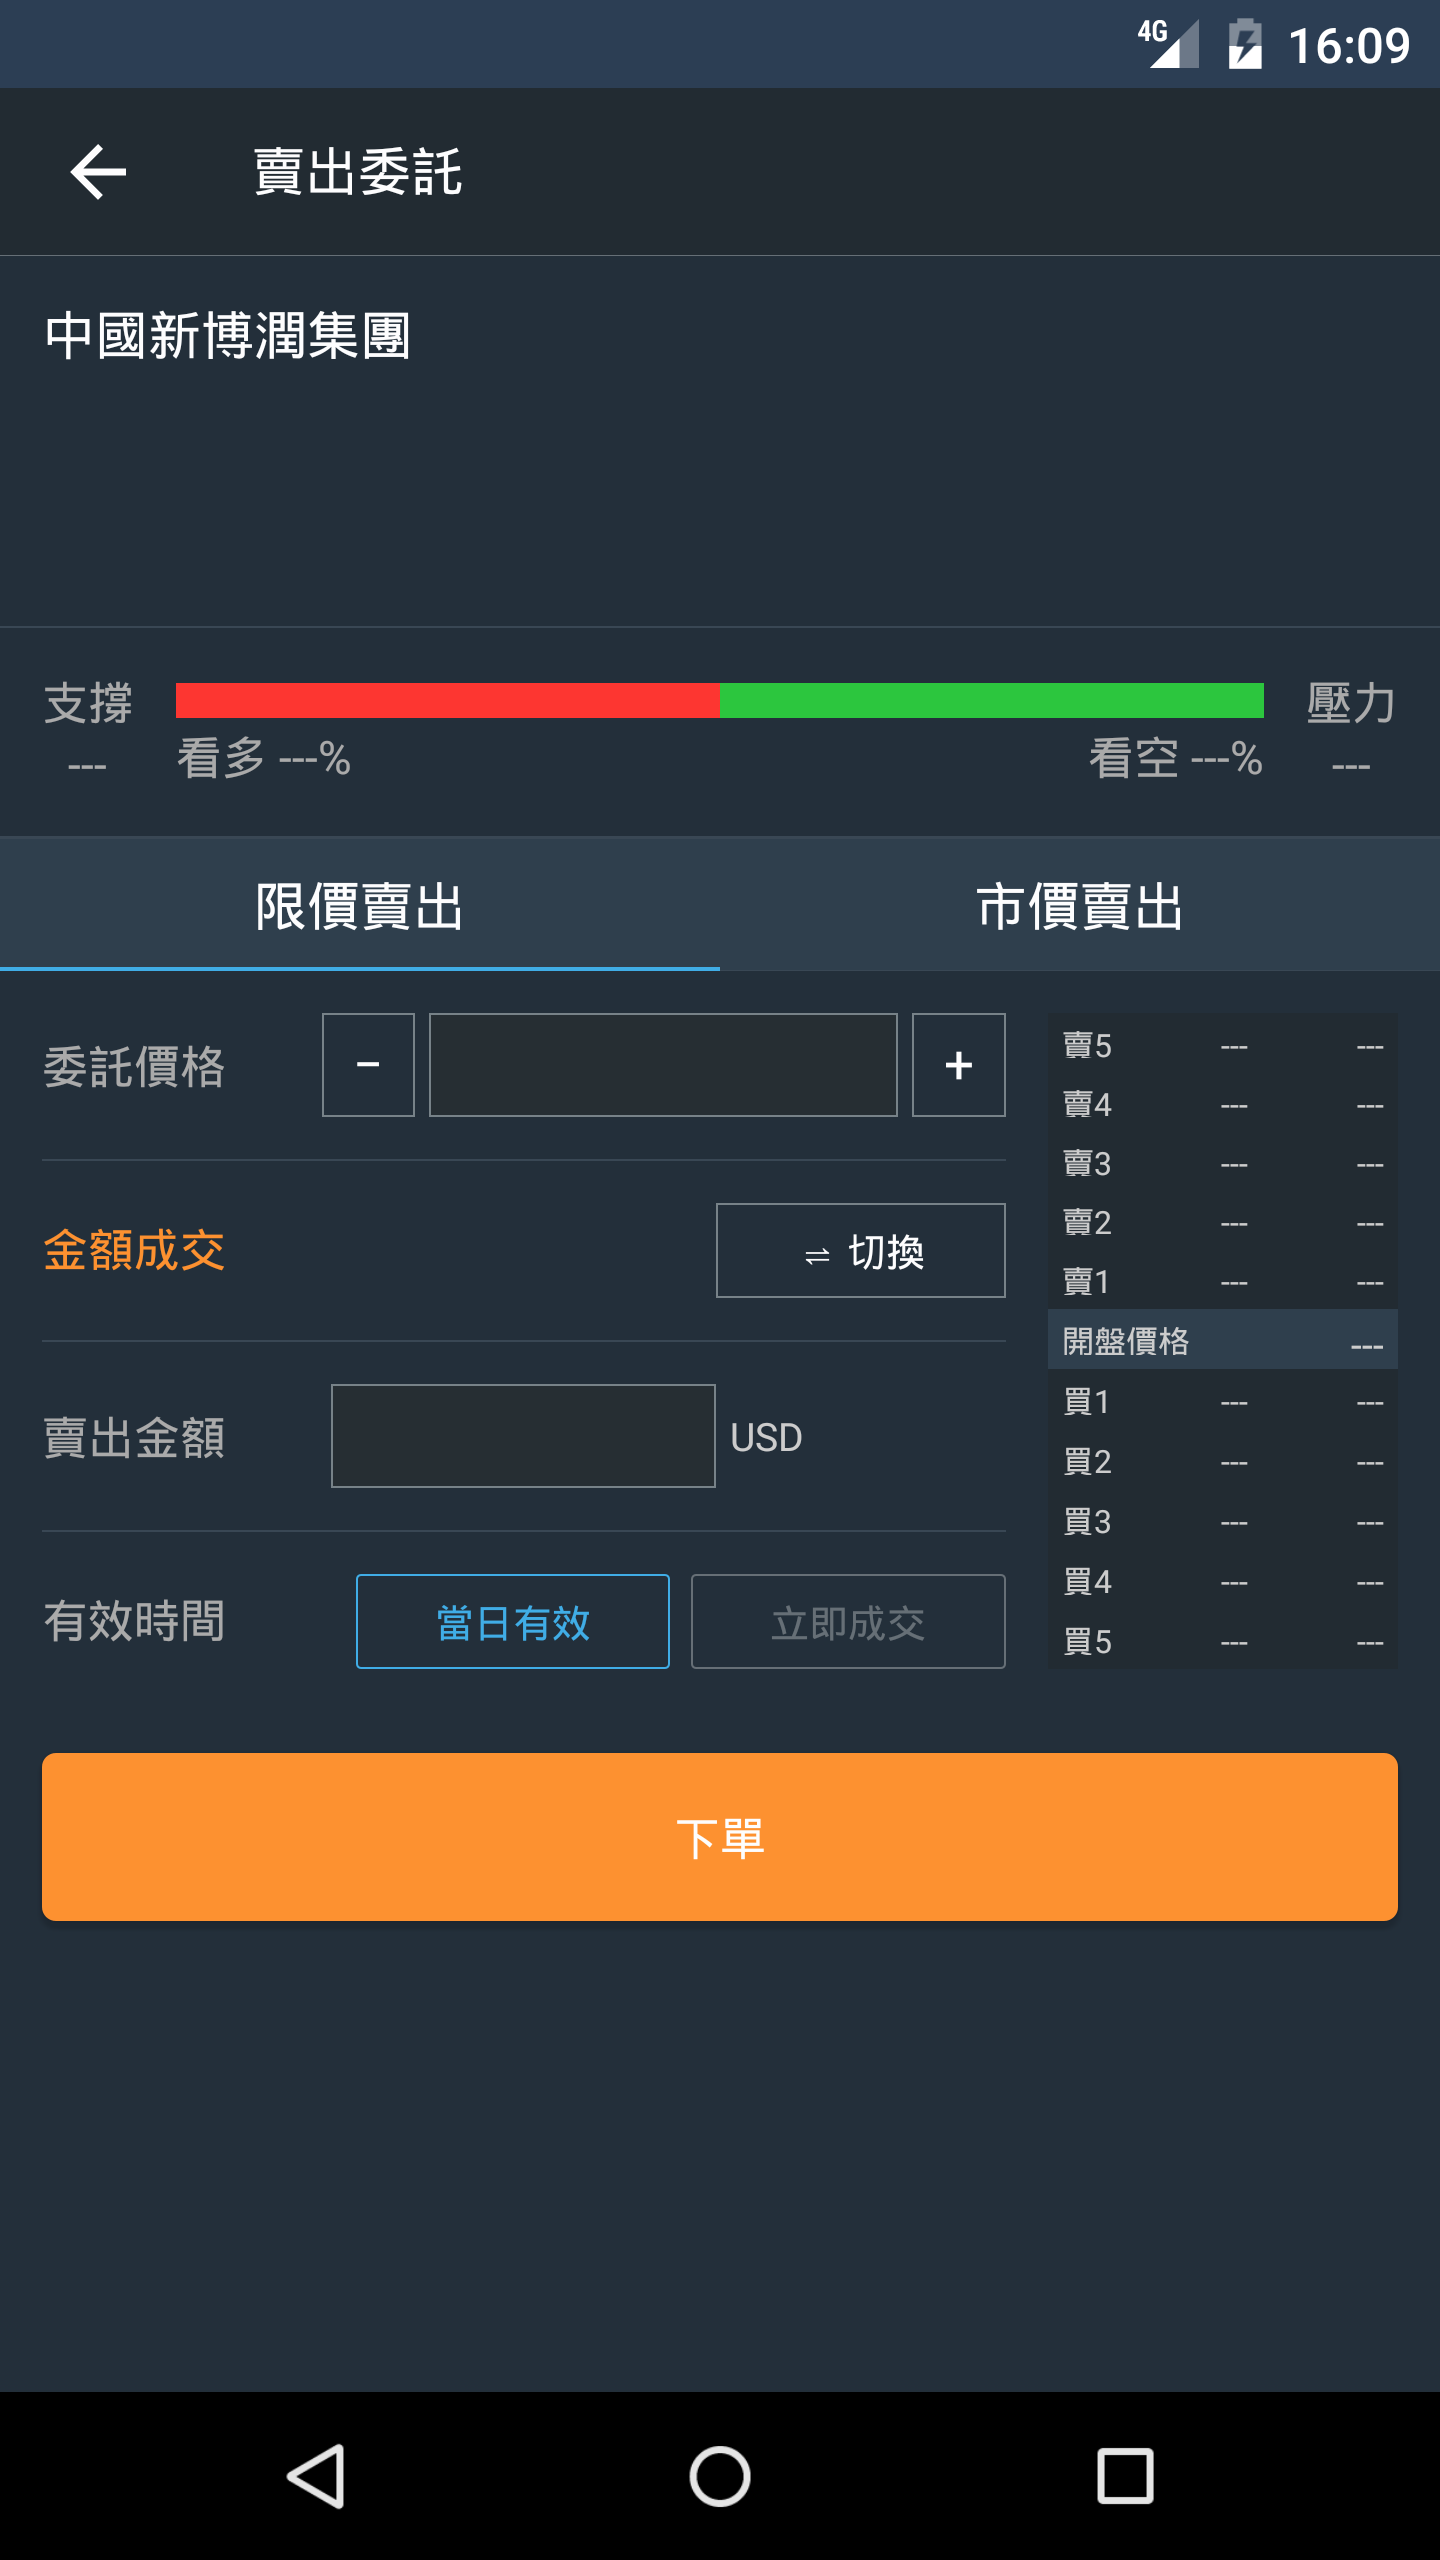 4G 16:09
賣出委託
中國新博潤集團
支撐 壓力
--- 看多 ---% 看空 ---% ---
限價賣出 市價賣出
委託價格 − +
金額成交 ⇌ 切換
賣出金額 USD
有效時間 當日有效 立即成交
賣5 --- ---
賣4 --- ---
賣3 --- ---
賣2 --- ---
賣1 --- ---
開盤價格 ---
買1 --- ---
買2 --- ---
買3 --- ---
買4 --- ---
買5 --- ---
下單